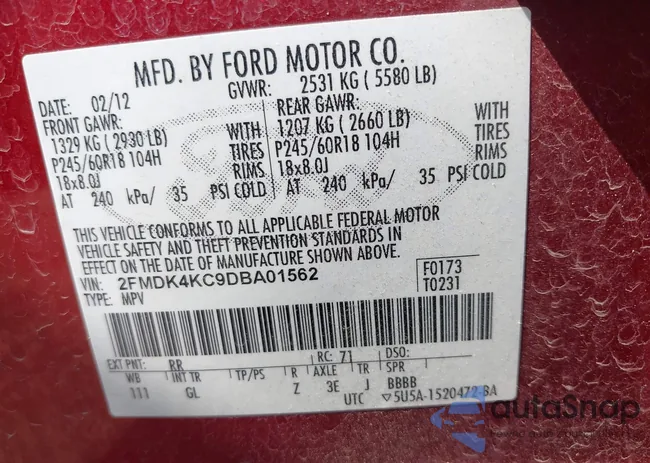 MFD. BY FORD MOTOR CO.
DATE: 02/12 GVWR: 2531 KG ( 5580 LB)
FRONT GAWR: REAR GAWR:
1329 KG ( 2930 LB) WITH 1207 KG ( 2660 LB) WITH
P245/60R18 104H TIRES P245/60R18 104H TIRES
18x8.0J RIMS 18x8.0J RIMS
AT 240 kPa/ 35 PSI COLD AT 240 kPa/ 35 PSI COLD
THIS VEHICLE CONFORMS TO ALL APPLICABLE FEDERAL MOTOR
VEHICLE SAFETY AND THEFT PREVENTION STANDARDS IN
EFFECT ON THE DATE OF MANUFACTURE SHOWN ABOVE.
VIN: 2FMDK4KC9DBA01562 F0173
TYPE: MPV T0231
EXT PNT: RR RC: 71 DSO:
WB INT TR TP/PS R AXLE TR SPR
111 GL Z 3E J BBBB
UTC ▽5U5A-1520472-BA
autoSnap